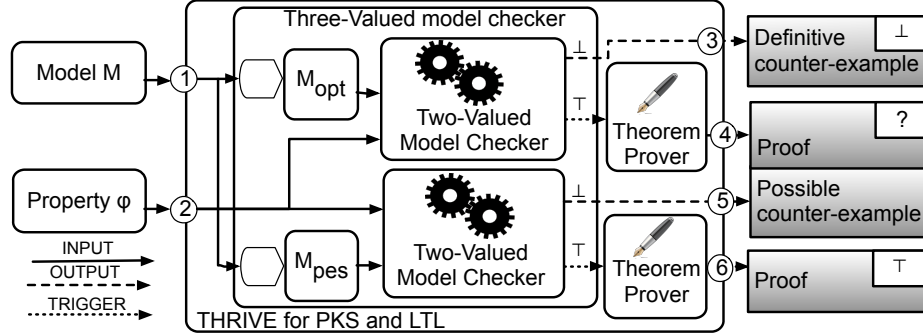 Three-Valued model checker
Model M
1
M
opt
Two-Valued
Model Checker
⊥
⊤
Theorem
Prover
3
Definitive
counter-example
⊥
4
Proof
?
Property φ
2
M
pes
Two-Valued
Model Checker
⊥
⊤
Theorem
Prover
5
Possible
counter-example
6
Proof
⊤
INPUT
OUTPUT
TRIGGER
THRIVE for PKS and LTL